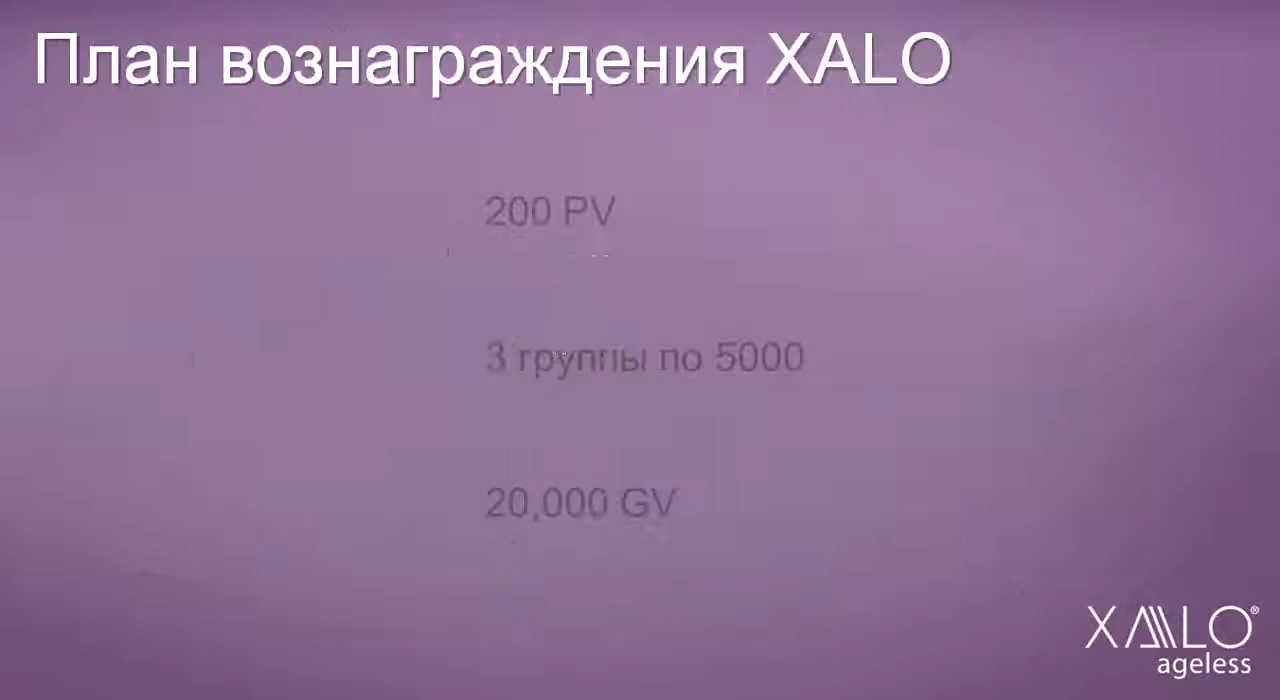 План вознаграждения XALO
200 PV
3 группы по 5000
20,000 GV
XALO®
ageless